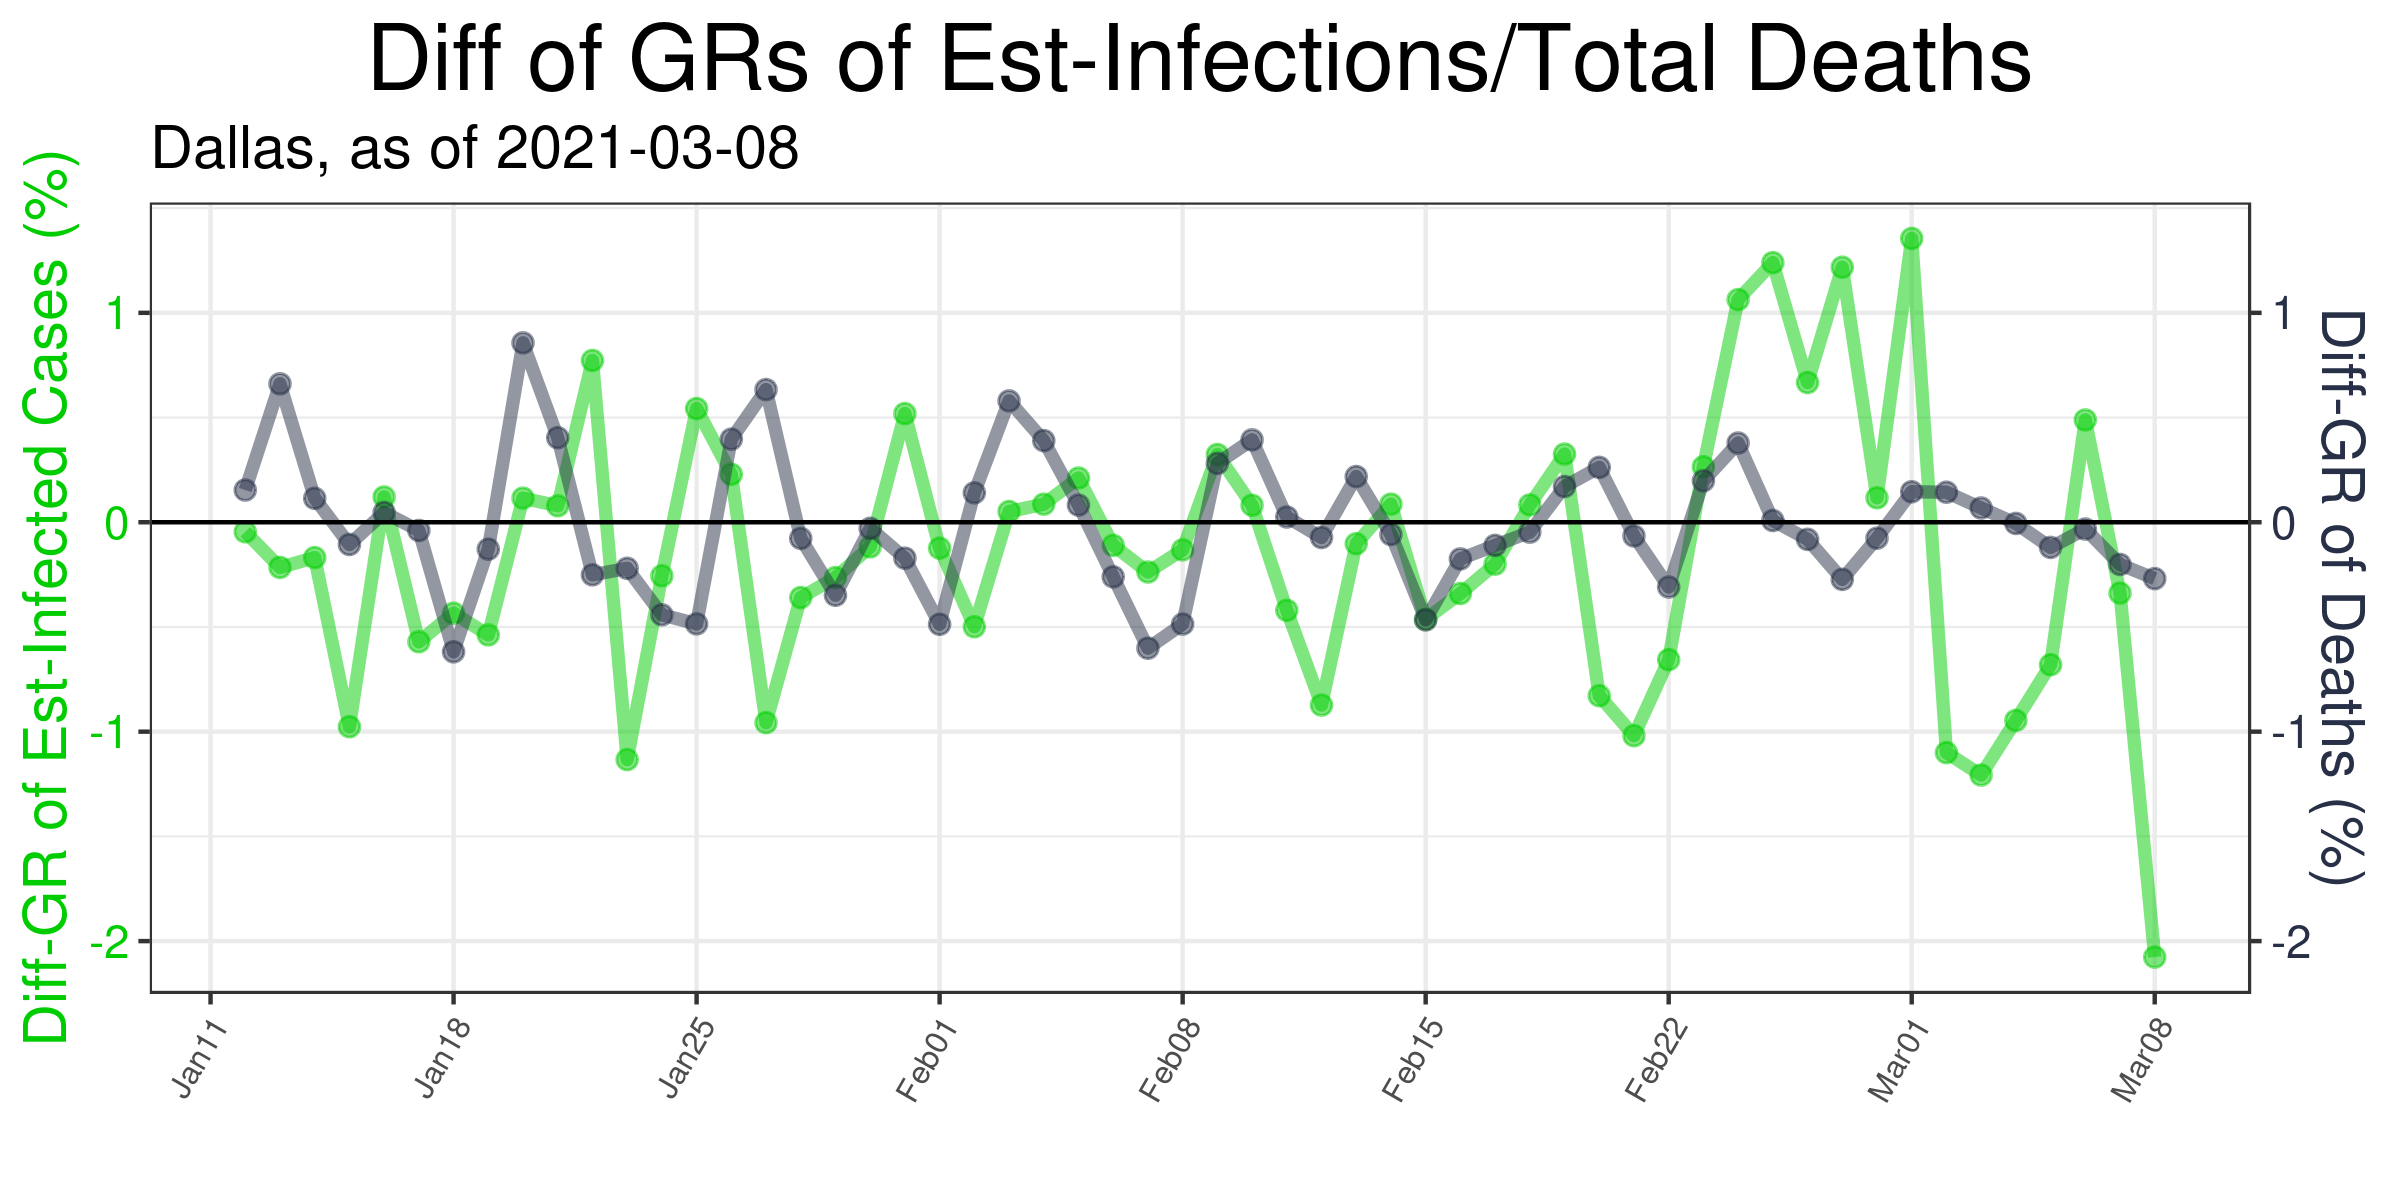 Diff of GRs of Est-Infections/Total Deaths
Dallas, as of 2021-03-08
Diff-GR of Est-Infected Cases (%)
1
0
-1
-2
1
0
-1
-2
Diff-GR of Deaths (%)
Jan11
Jan18
Jan25
Feb01
Feb08
Feb15
Feb22
Mar01
Mar08